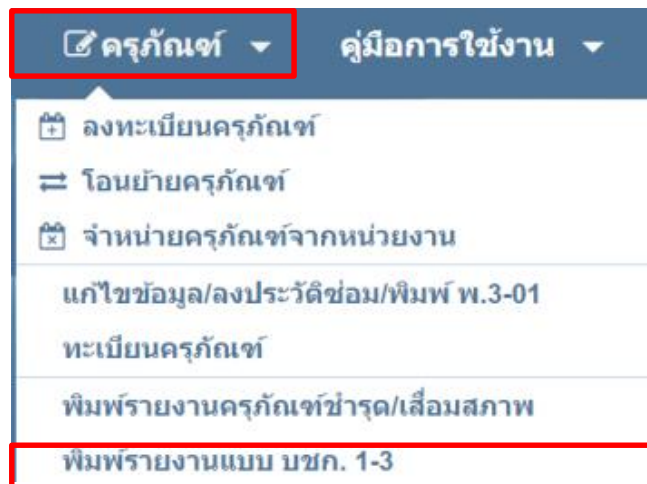 ครุภัณฑ์ คู่มือการใช้งาน
ลงทะเบียนครุภัณฑ์
โอนย้ายครุภัณฑ์
จำหน่ายครุภัณฑ์จากหน่วยงาน
แก้ไขข้อมูล/ลงประวัติซ่อม/พิมพ์ พ.3-01
ทะเบียนครุภัณฑ์
พิมพ์รายงานครุภัณฑ์ชำรุด/เสื่อมสภาพ
พิมพ์รายงานแบบ บชก. 1-3